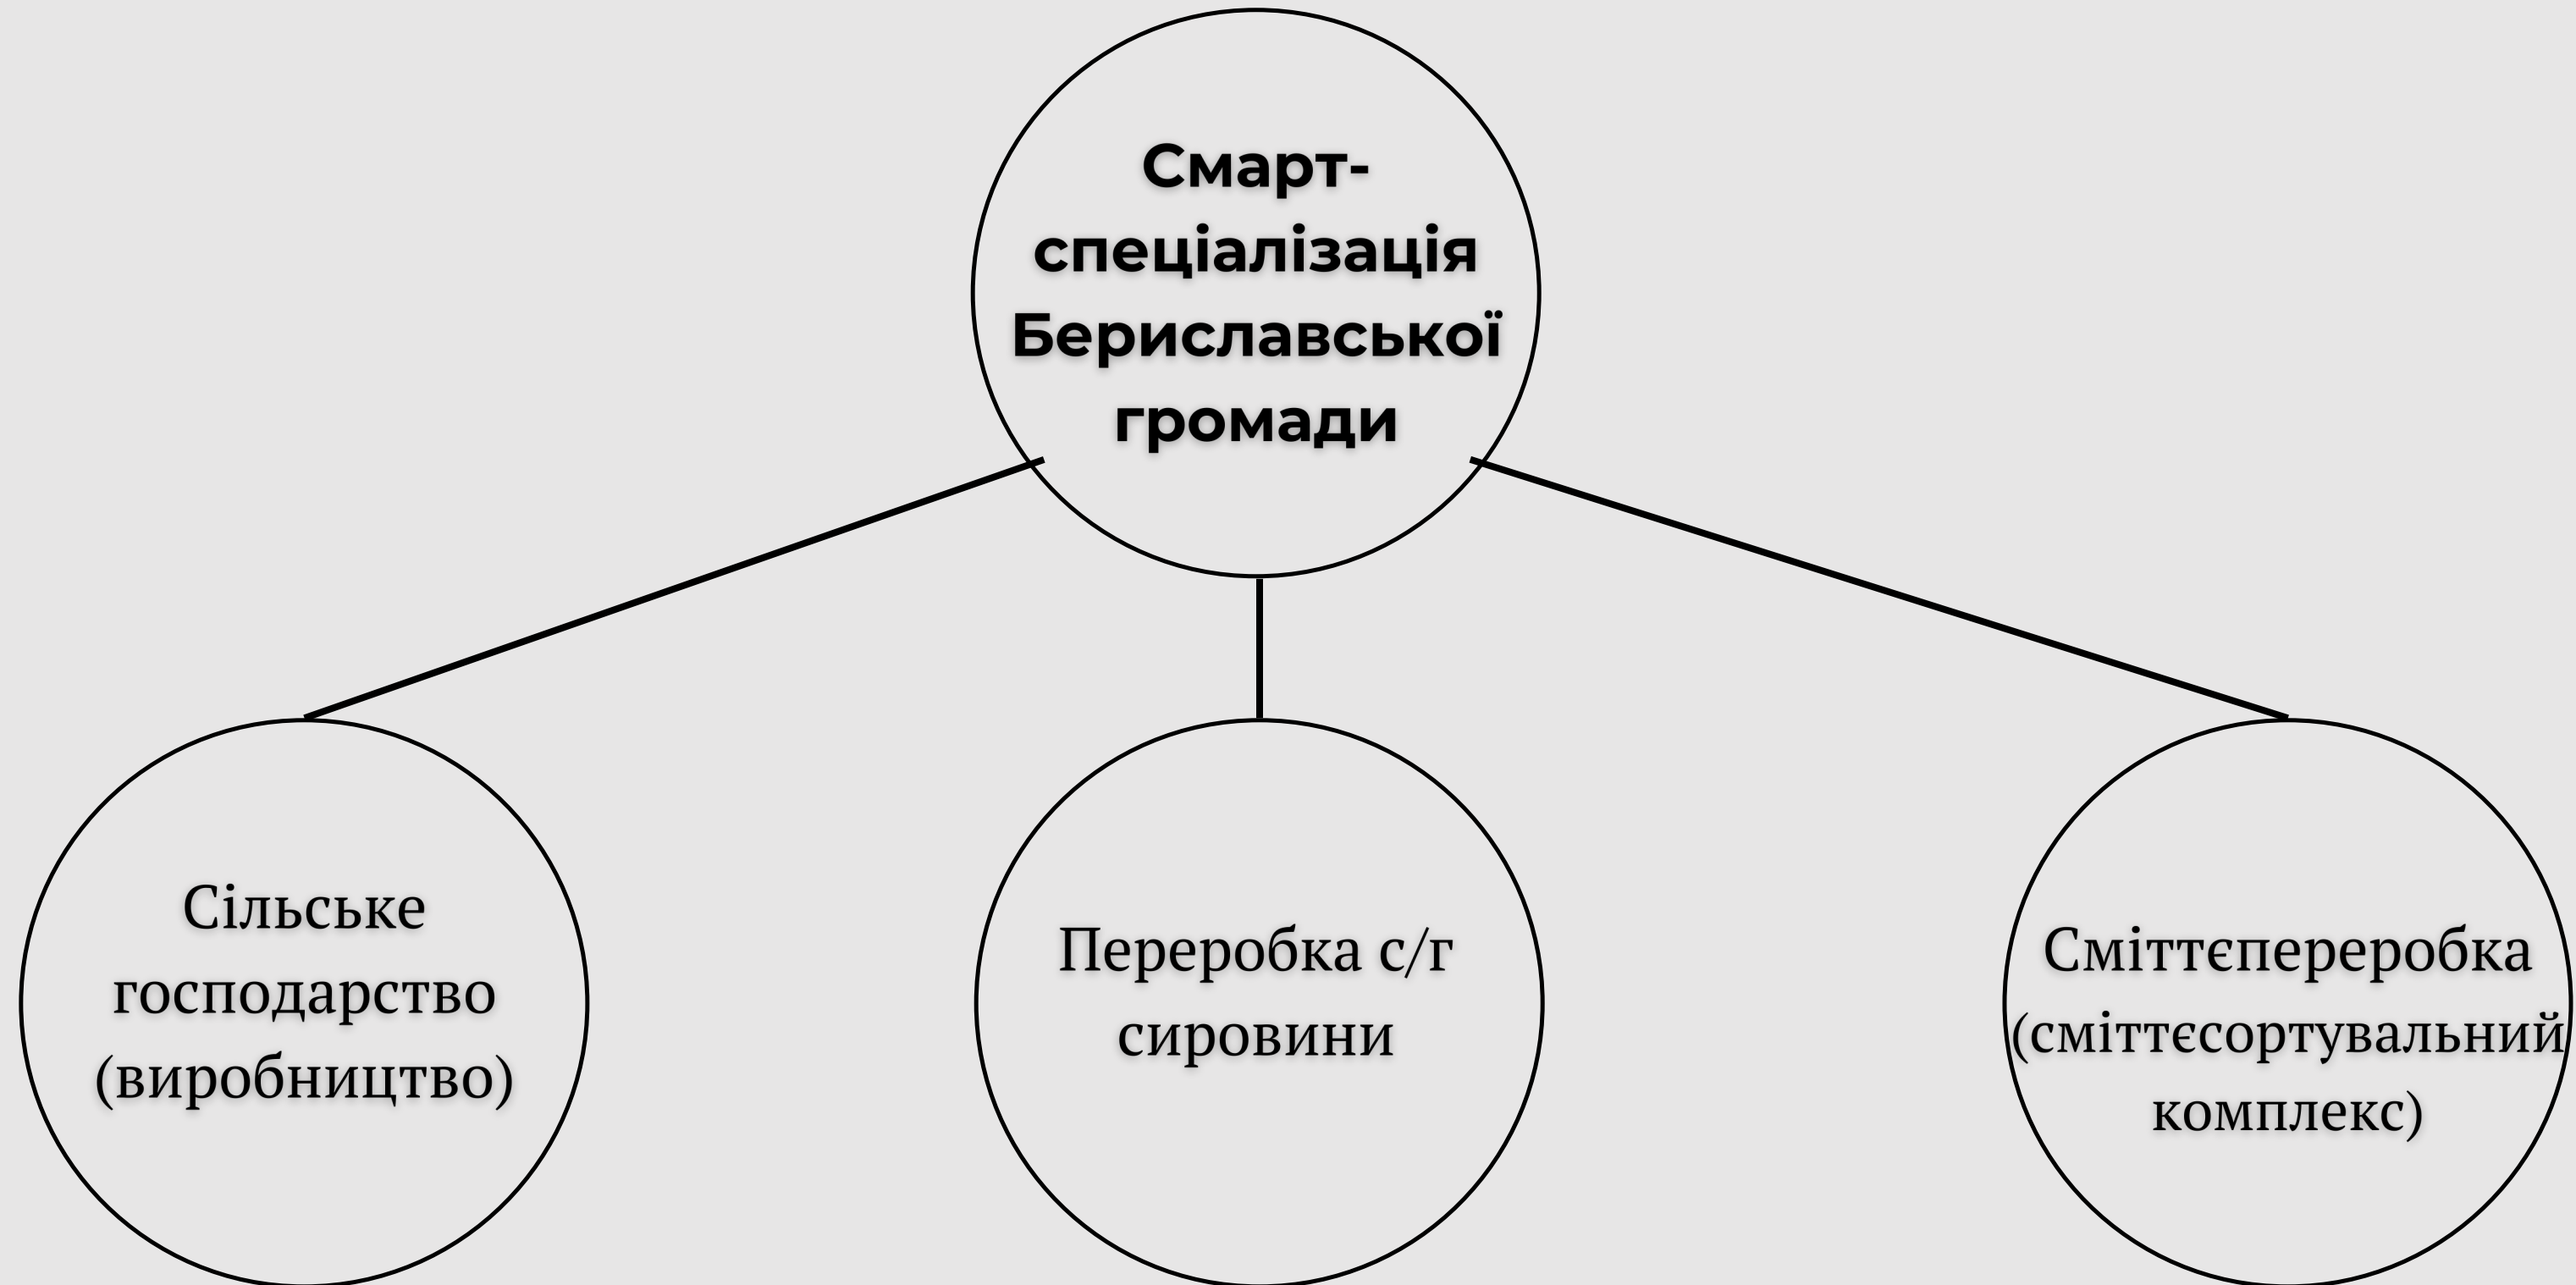 Смарт-
спеціалізація
Бериславської
громади
Сільське
господарство
(виробництво)
Переробка с/г
сировини
Сміттєпереробка
(сміттєсортувальний
комплекс)